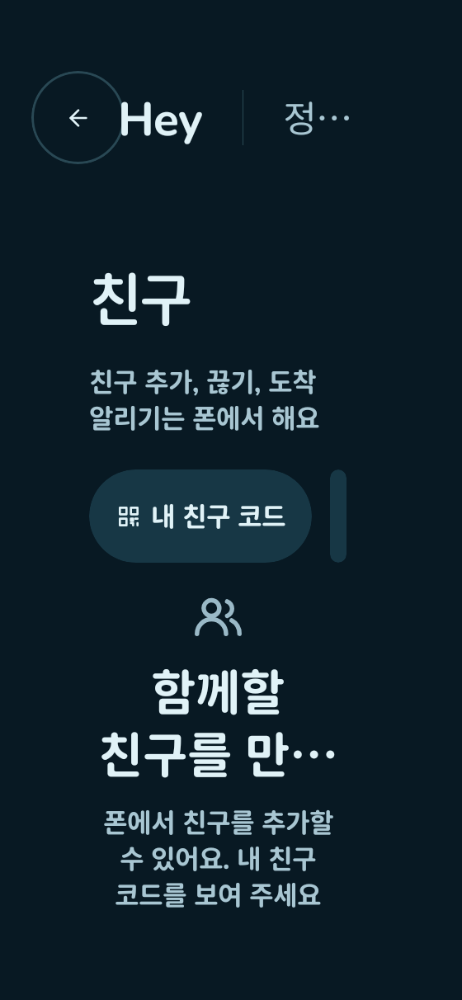 Hey
정…
친구
친구 추가, 끊기, 도착
알리기는 폰에서 해요
내 친구 코드
함께할
친구를 만…
폰에서 친구를 추가할
수 있어요. 내 친구
코드를 보여 주세요